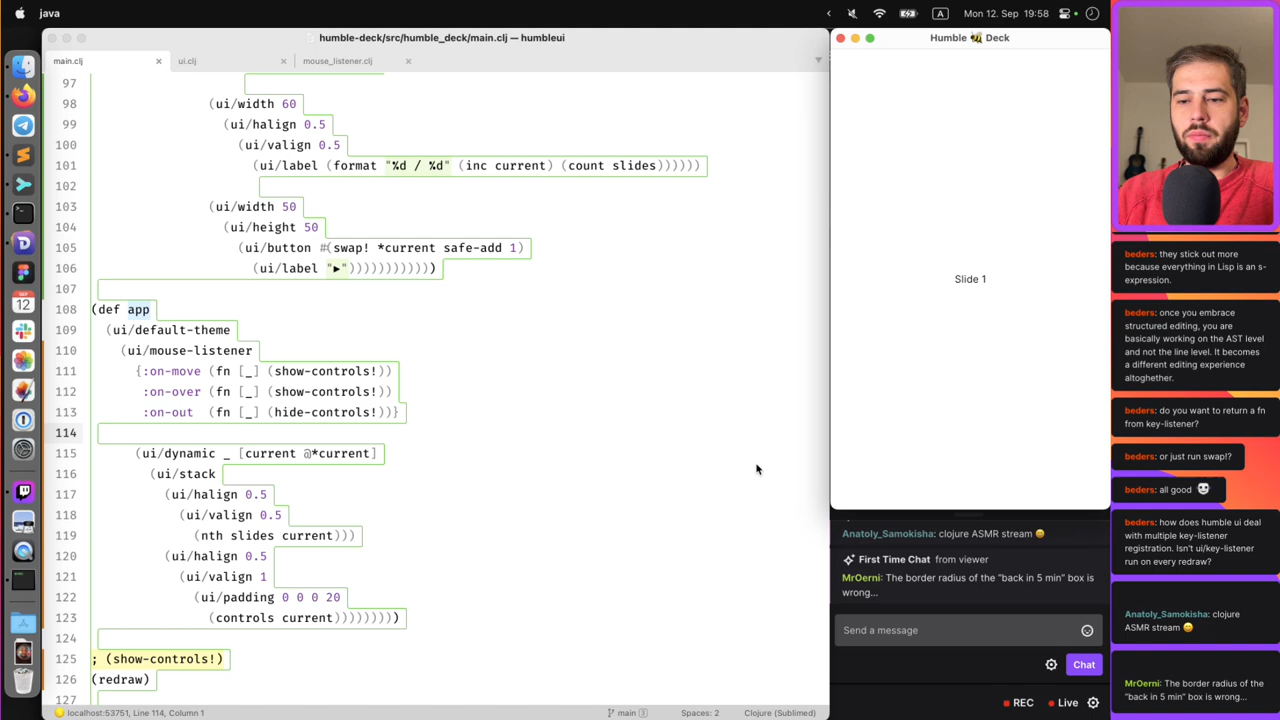 java
A
Mon 12. Sep 19:58
humble-deck/src/humble_deck/main.clj — humbleui
main.clj
ui.clj
mouse_listener.clj
97
98 (ui/width 60
99 (ui/halign 0.5
100 (ui/valign 0.5
101 (ui/label (format "%d / %d" (inc current) (count slides))))))
102
103 (ui/width 50
104 (ui/height 50
105 (ui/button #(swap! *current safe-add 1)
106 (ui/label "▶")))))))))))
107
108 (def app
109 (ui/default-theme
110 (ui/mouse-listener
111 {:on-move (fn [_] (show-controls!))
112 :on-over (fn [_] (show-controls!))
113 :on-out (fn [_] (hide-controls!))}
114
115 (ui/dynamic _ [current @*current]
116 (ui/stack
117 (ui/halign 0.5
118 (ui/valign 0.5
119 (nth slides current)))
120 (ui/halign 0.5
121 (ui/valign 1
122 (ui/padding 0 0 0 20
123 (controls current))))))))
124
125 ; (show-controls!)
126 (redraw)
127
localhost:53751, Line 114, Column 1
main 3
Spaces: 2
Clojure (Sublimed)
SEP
12
Humble 🐝 Deck
Slide 1
Anatoly_Samokisha: clojure ASMR stream 😄
First Time Chat from viewer
MrOerni: The border radius of the “back in 5 min” box is
wrong…
Send a message
Chat
REC
Live
beders: they stick out more
because everything in Lisp is an s-
expression.
beders: once you embrace
structured editing, you are
basically working on the AST level
and not the line level. It becomes
a different editing experience
altoghether.
beders: do you want to return a fn
from key-listener?
beders: or just run swap!?
beders: all good
beders: how does humble ui deal
with multiple key-listener
registration. Isn't ui/key-listener
run on every redraw?
Anatoly_Samokisha: clojure
ASMR stream 😄
MrOerni: The border radius of the
“back in 5 min” box is wrong…